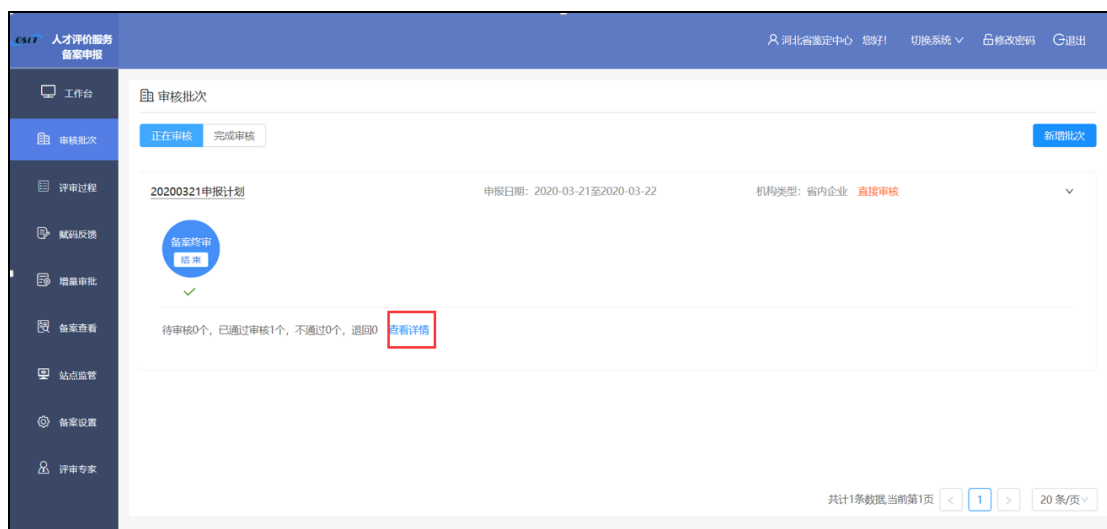 OSTA 人才评价服务
备案申报
河北省鉴定中心 您好! 切换系统 修改密码 退出
工作台
审核批次
评审过程
赋码反馈
增量审批
备案查看
站点监管
备案设置
评审专家
审核批次
正在审核 完成审核 新增批次
20200321申报计划 申报日期：2020-03-21至2020-03-22 机构类型：省内企业 直接审核
备案终审
结束
待审核0个，已通过审核1个，不通过0个，退回0 查看详情
共计1条数据,当前第1页 < 1 > 20 条/页